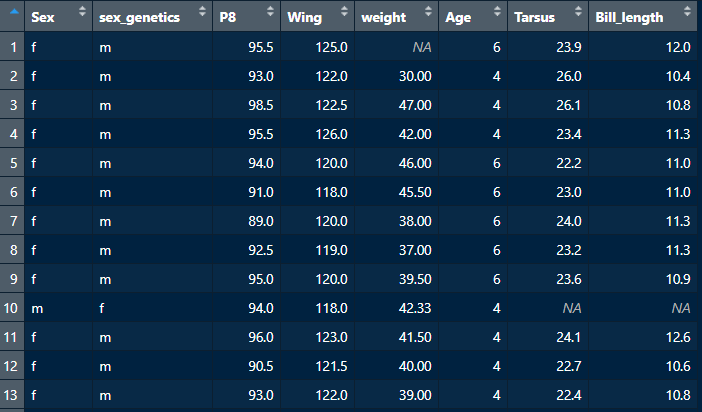 Sex sex_genetics P8 Wing weight Age Tarsus Bill_length
1 f m 95.5 125.0 NA 6 23.9 12.0
2 f m 93.0 122.0 30.00 4 26.0 10.4
3 f m 98.5 122.5 47.00 4 26.1 10.8
4 f m 95.5 126.0 42.00 4 23.4 11.3
5 f m 94.0 120.0 46.00 6 22.2 11.0
6 f m 91.0 118.0 45.50 6 23.0 11.0
7 f m 89.0 120.0 38.00 6 24.0 11.3
8 f m 92.5 119.0 37.00 6 23.2 11.3
9 f m 95.0 120.0 39.50 6 23.6 10.9
10 m f 94.0 118.0 42.33 4 NA NA
11 f m 96.0 123.0 41.50 4 24.1 12.6
12 f m 90.5 121.5 40.00 4 22.7 10.6
13 f m 93.0 122.0 39.00 4 22.4 10.8